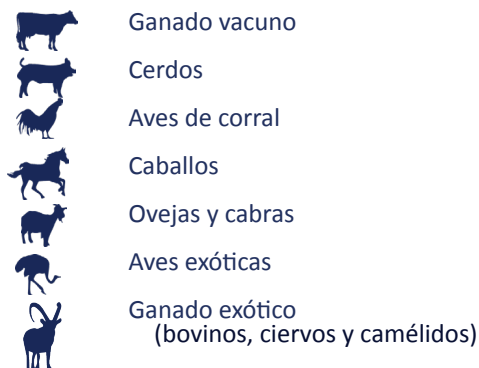 Ganado vacuno
Cerdos
Aves de corral
Caballos
Ovejas y cabras
Aves exóticas
Ganado exótico
(bovinos, ciervos y camélidos)